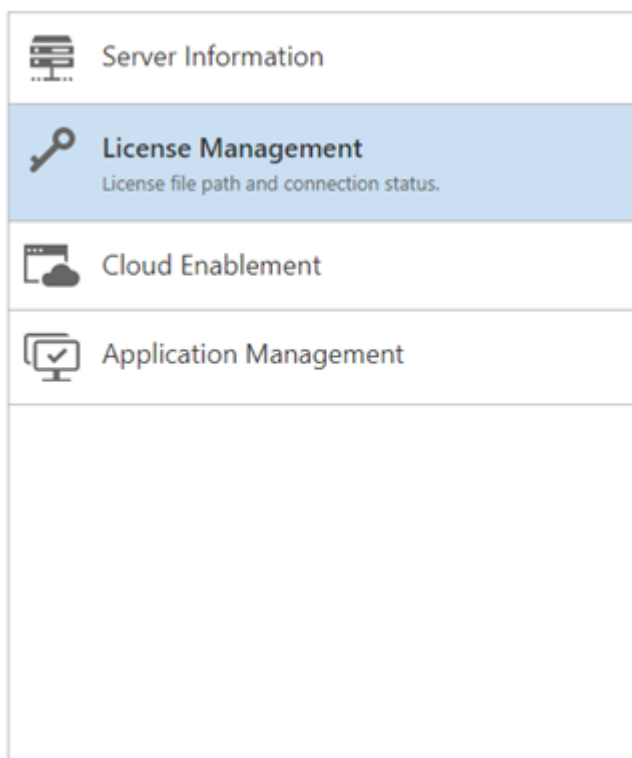 Server Information
License Management
License file path and connection status.
Cloud Enablement
Application Management